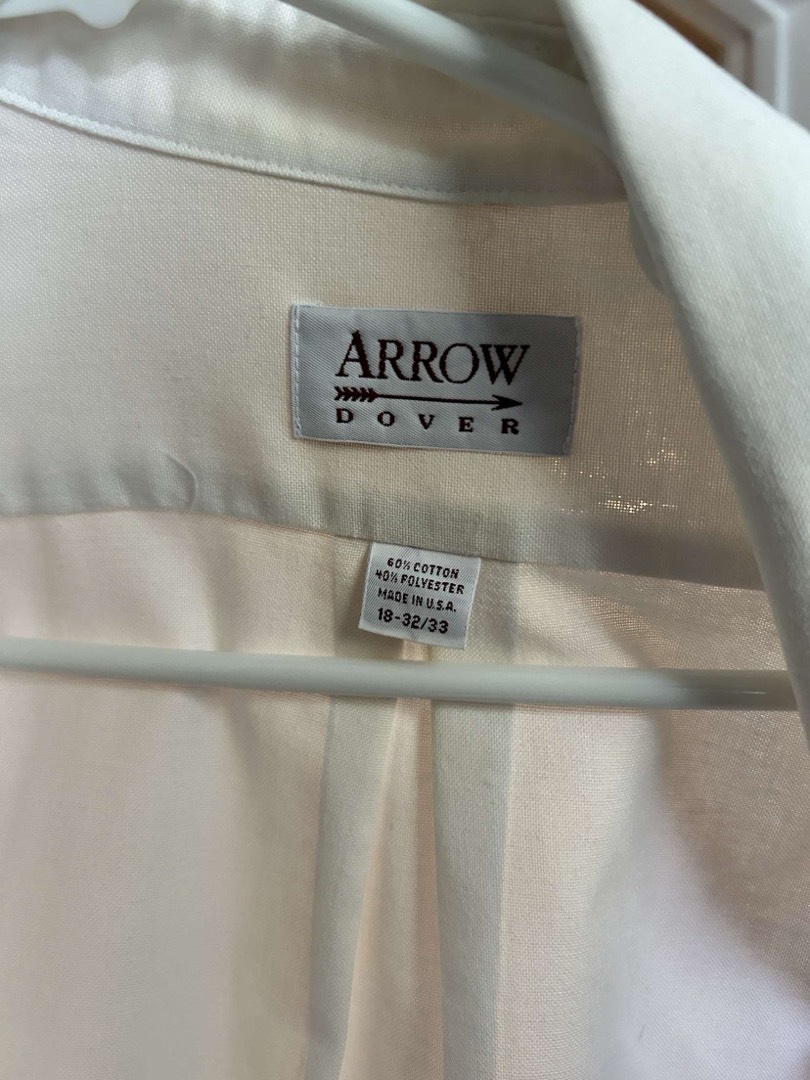 ARROW
DOVER
60% COTTON
40% POLYESTER
MADE IN U.S.A.
18-32/33